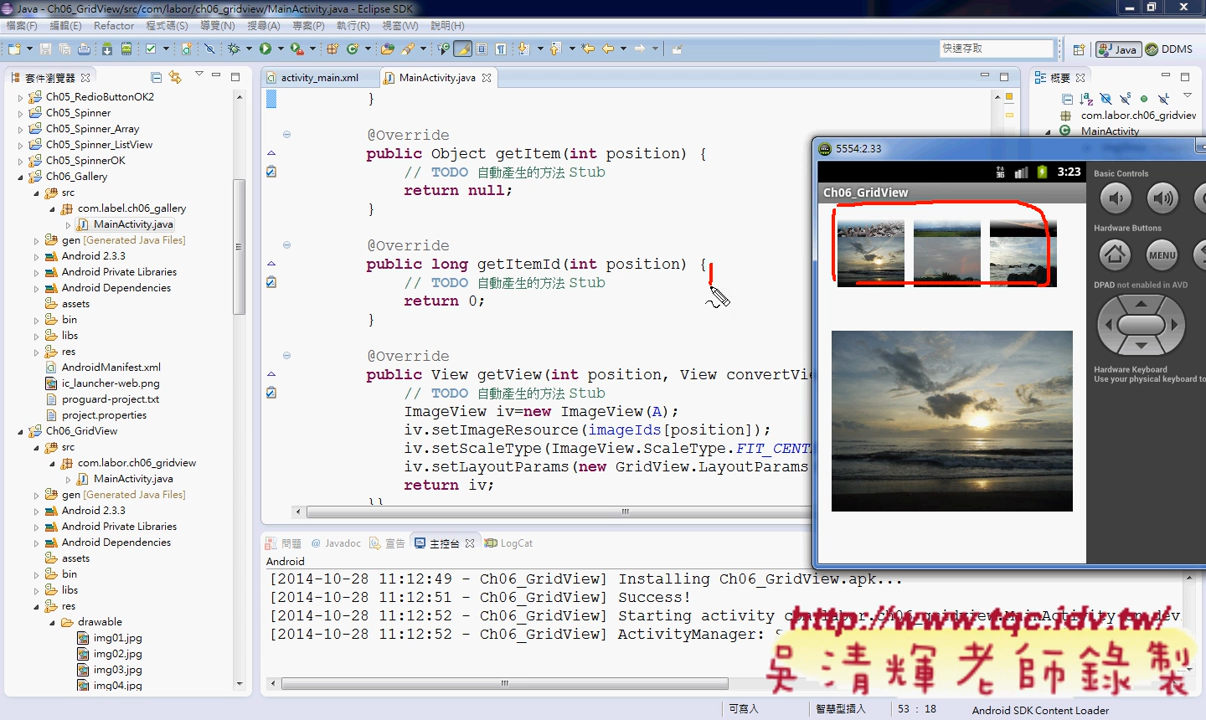 Java - Ch06_GridView/src/com/labor/ch06_gridview/MainActivity.java - Eclipse SDK
檔案(F) 編輯(E) Refactor 程式碼(S) 導覽(N) 搜尋(A) 專案(P) 執行(R) 視窗(W) 說明(H)
快速存取 Java DDMS
套件瀏覽器
Ch05_RedioButtonOK2
Ch05_Spinner
Ch05_Spinner_Array
Ch05_Spinner_ListView
Ch05_SpinnerOK
Ch06_Gallery
src
com.label.ch06_gallery
MainActivity.java
gen [Generated Java Files]
Android 2.3.3
Android Private Libraries
Android Dependencies
assets
bin
libs
res
AndroidManifest.xml
ic_launcher-web.png
proguard-project.txt
project.properties
Ch06_GridView
src
com.labor.ch06_gridview
MainActivity.java
gen [Generated Java Files]
Android 2.3.3
Android Private Libraries
Android Dependencies
assets
bin
libs
res
drawable
img01.jpg
img02.jpg
img03.jpg
img04.jpg
activity_main.xml MainActivity.java
}
@Override
public Object getItem(int position) {
// TODO 自動產生的方法 Stub
return null;
}
@Override
public long getItemId(int position) {
// TODO 自動產生的方法 Stub
return 0;
}
@Override
public View getView(int position, View convertVi
// TODO 自動產生的方法 Stub
ImageView iv=new ImageView(A);
iv.setImageResource(imageIds[position]);
iv.setScaleType(ImageView.ScaleType.FIT_CENT
iv.setLayoutParams(new GridView.LayoutParams
return iv;
}}
概要
com.labor.ch06_gridview
MainActivity
5554:2.33
3:23
Ch06_GridView
Basic Controls
Hardware Buttons
MENU
DPAD not enabled in AVD
Hardware Keyboard
Use your physical keyboard to
問題 Javadoc 宣告 主控台 LogCat
Android
[2014-10-28 11:12:49 - Ch06_GridView] Installing Ch06_GridView.apk...
[2014-10-28 11:12:51 - Ch06_GridView] Success!
[2014-10-28 11:12:52 - Ch06_GridView] Starting activity
[2014-10-28 11:12:52 - Ch06_GridView] ActivityManager:
http://www.tqc.idv.tw/
吳清輝老師錄製
可寫入 智慧型插入 53 : 18 Android SDK Content Loader